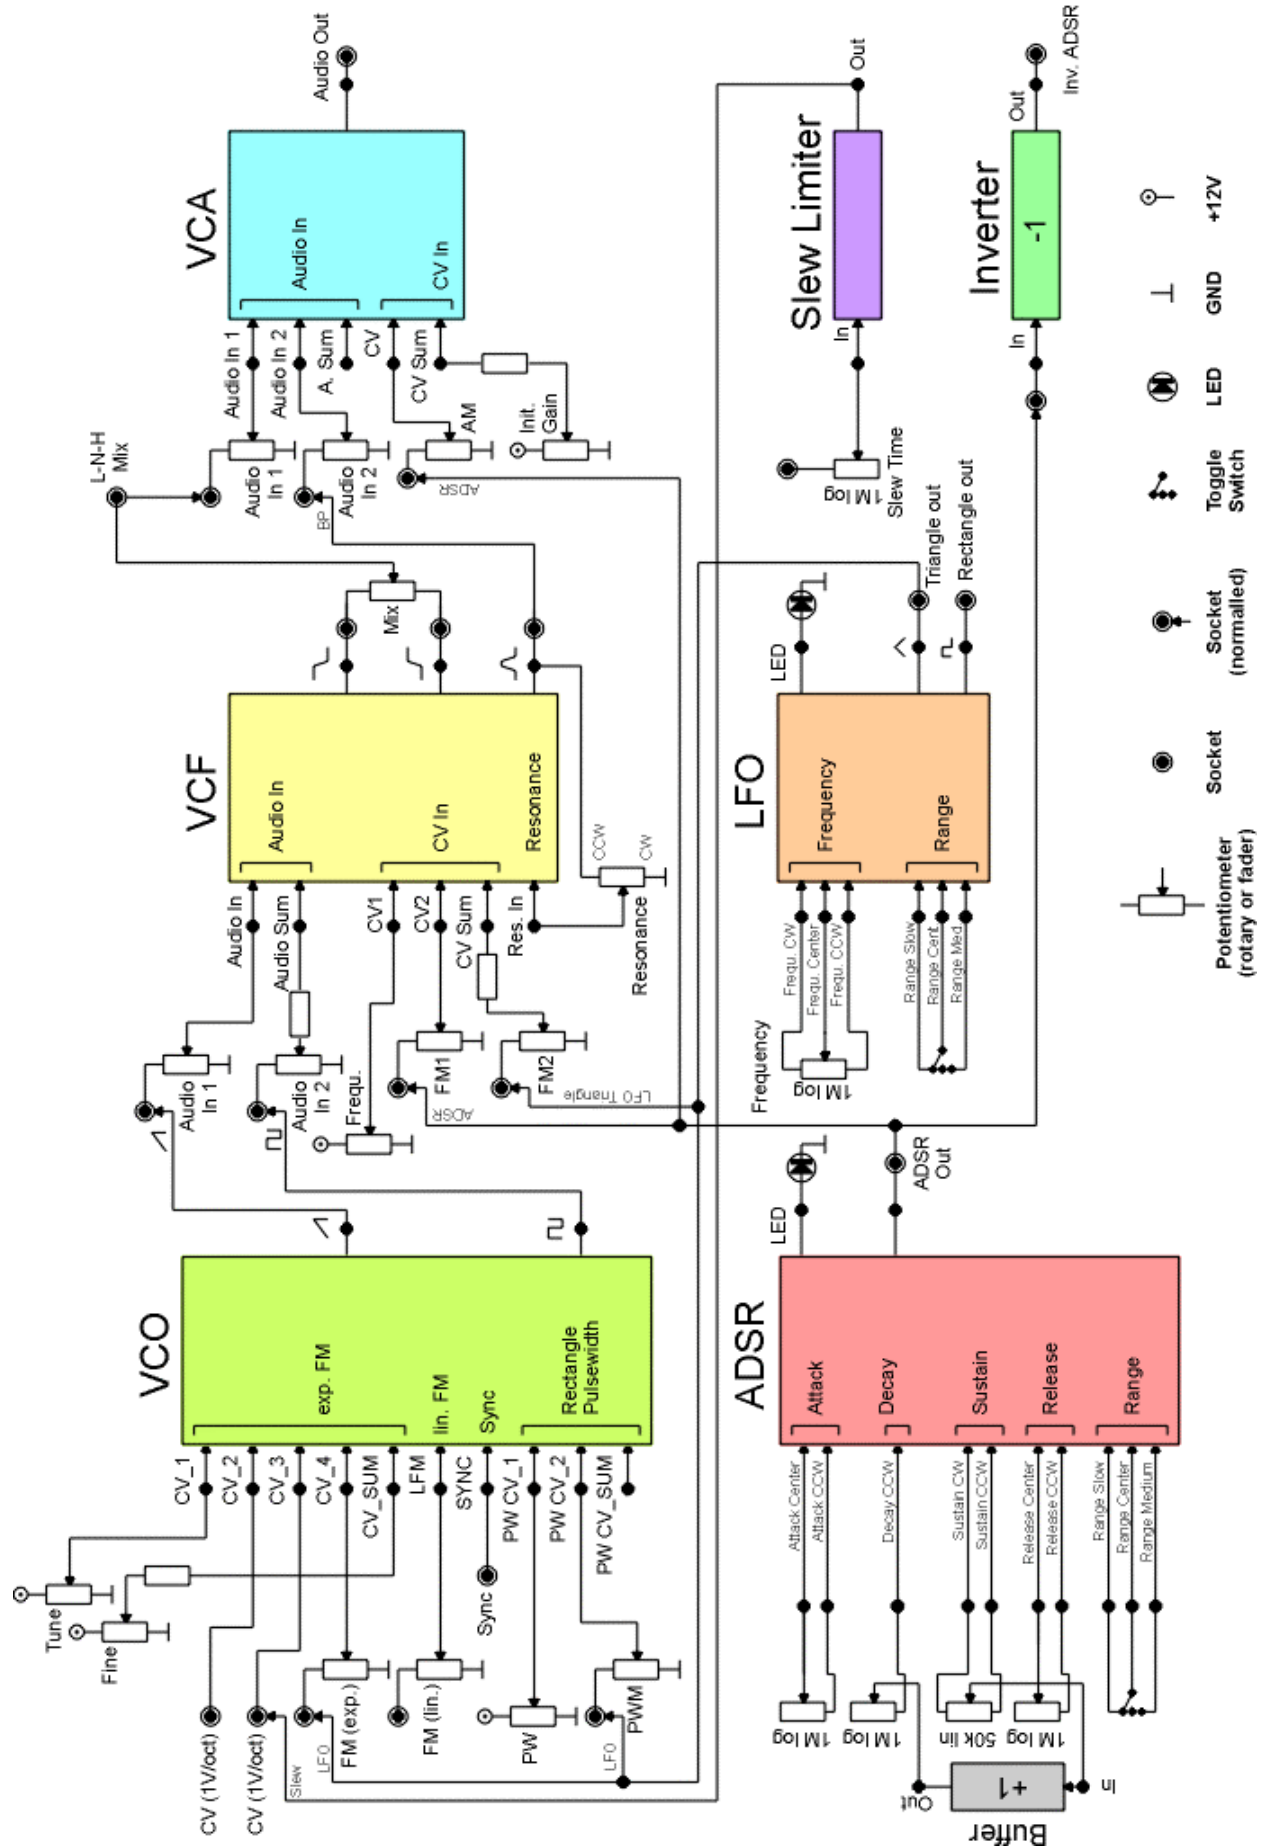 VCO
CV_1
CV_2
CV_3
CV_4
CV_SUM
LFM
SYNC
PW CV_1
PW CV_2
PW CV_SUM
exp. FM
lin. FM
Sync
Rectangle
Pulsewidth
Tune
Fine
CV (1V/oct)
CV (1V/oct)
Slew
LFO
FM (exp.)
FM (lin.)
Sync
PW
LFO
PWM
VCF
Audio In
Audio Sum
CV1
CV2
CV Sum
Res. In
Audio In
CV In
Resonance
Audio
In 1
Audio
In 2
Frequ.
FM1
ADSR
FM2
LFO Triangle
Resonance
CCW
CW
Mix
L-N-H
Mix
VCA
Audio In 1
Audio In 2
A. Sum
CV
CV Sum
Audio In
CV In
Audio
In 1
Audio
In 2
BP
AM
ADSR
Init.
Gain
Audio Out
ADSR
Attack Center
Attack CCW
Decay CCW
Sustain CW
Sustain CCW
Release Center
Release CCW
Range Slow
Range Center
Range Medium
Attack
Decay
Sustain
Release
Range
1M log
1M log
50k lin
1M log
Buffer
+1
Out
In
LED
ADSR
Out
LFO
Frequency
1M log
Frequ. CW
Frequ. Center
Frequ. CCW
Range Slow
Range Cent.
Range Med.
Frequency
Range
LED
Triangle out
Rectangle out
Slew Limiter
1M log
Slew Time
In
Out
Inverter
In
-1
Out
Inv. ADSR
Potentiometer
(rotary or fader)
Socket
Socket
(normalled)
Toggle
Switch
LED
GND
+12V